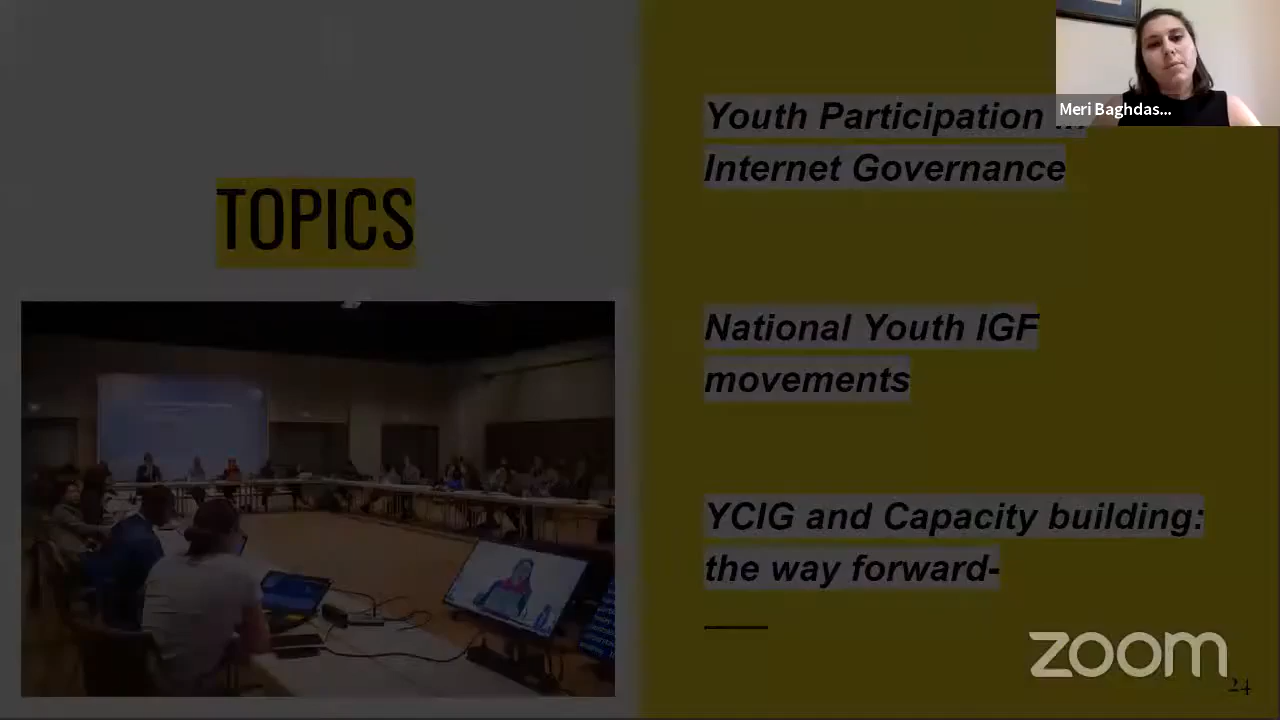 TOPICS
Youth Participation
Internet Governance
National Youth IGF
movements
YCIG and Capacity building:
the way forward-
Meri Baghdas...
zoom
24